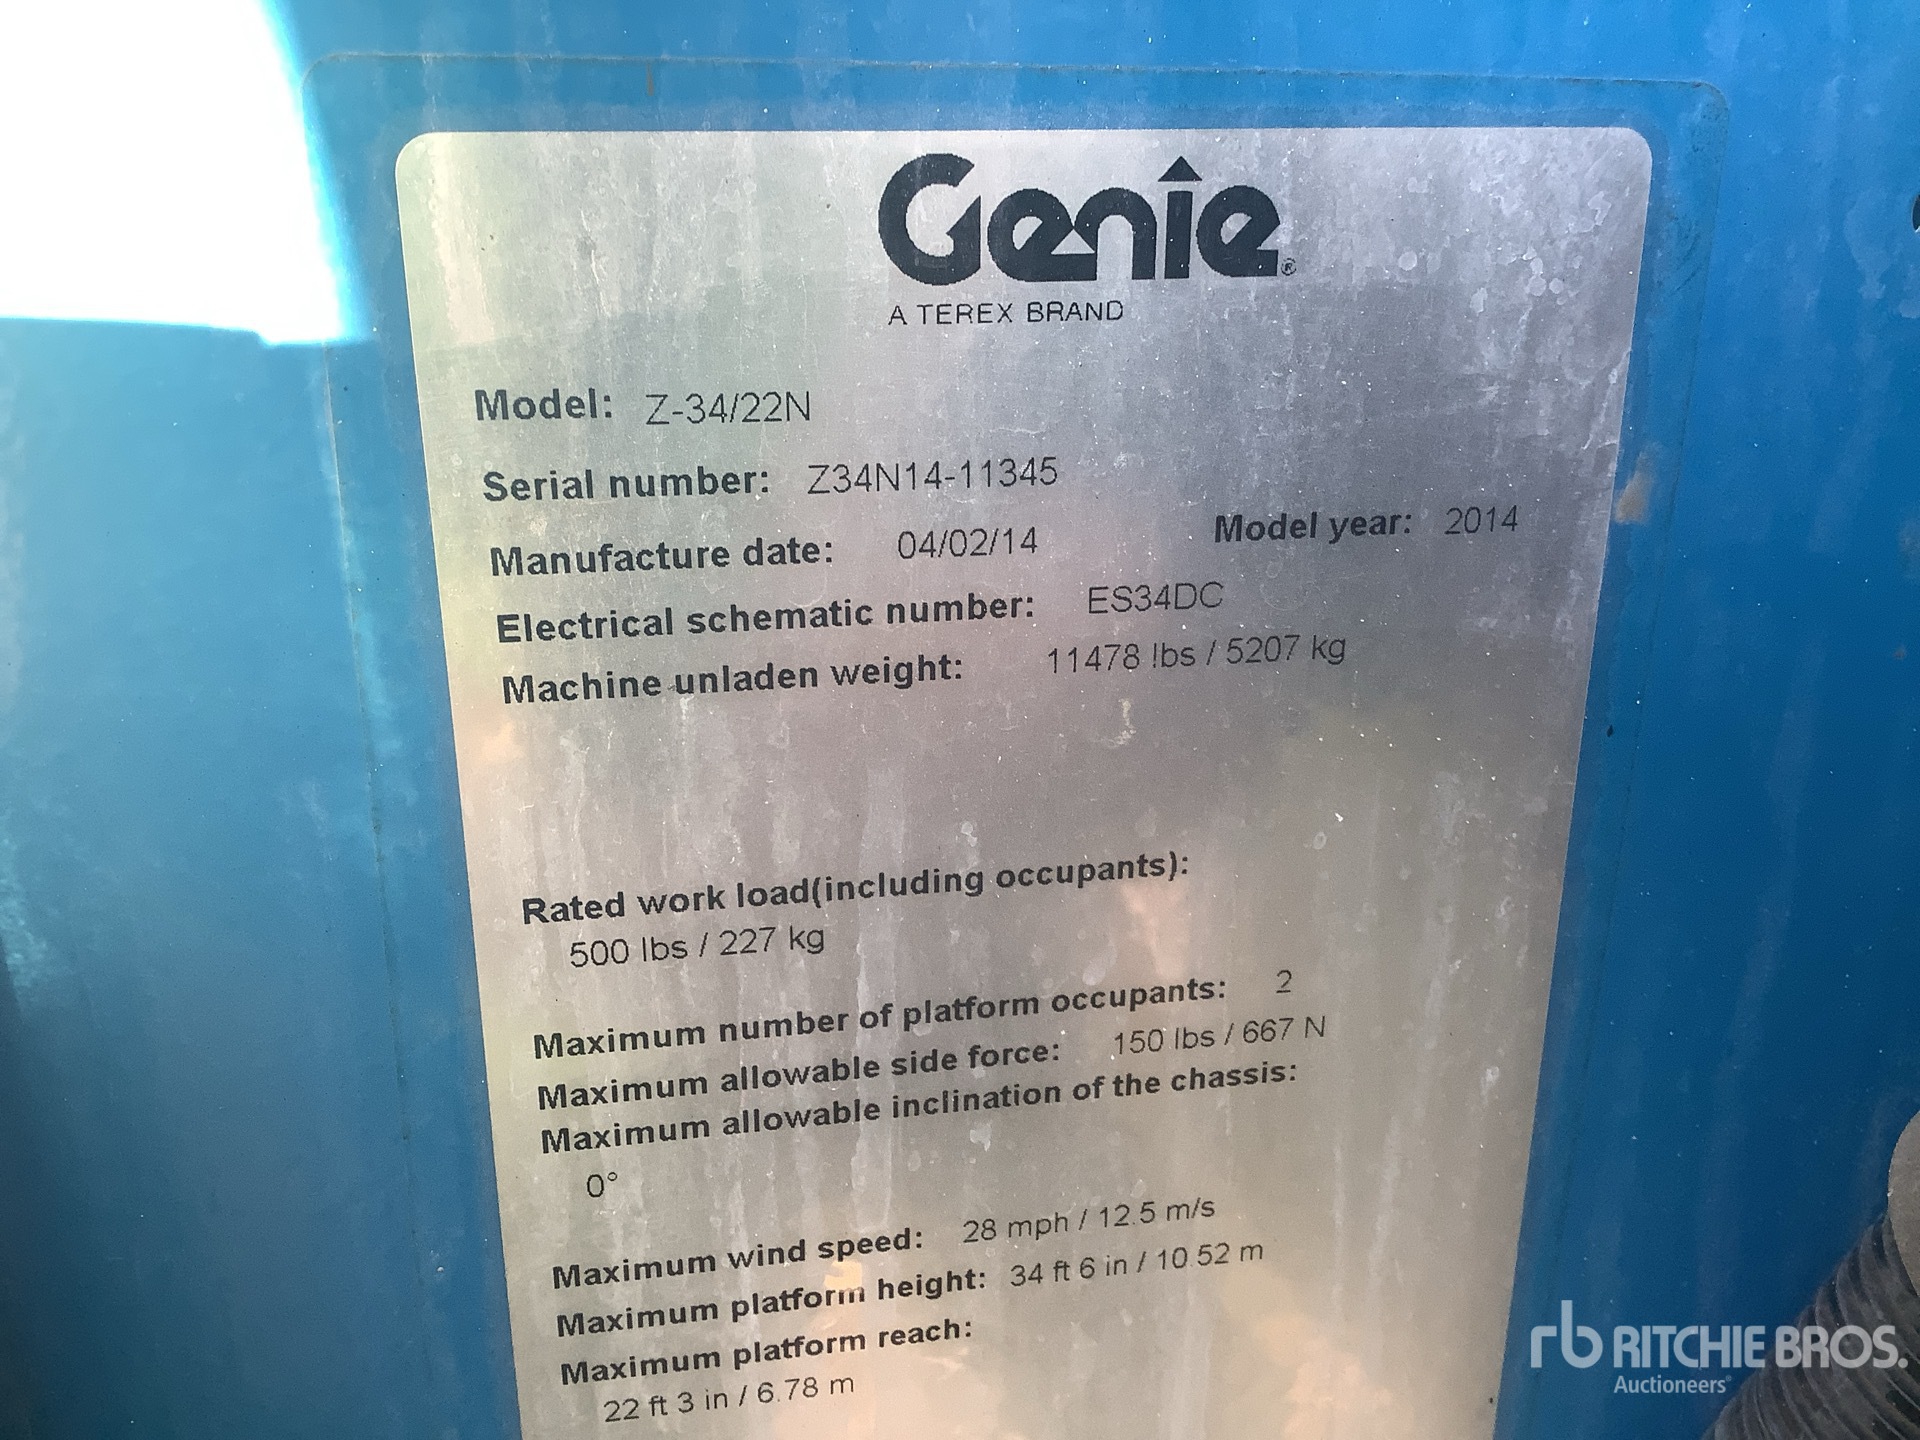 Genie®
A TEREX BRAND
Model: Z-34/22N
Serial number: Z34N14-11345
Manufacture date: 04/02/14 Model year: 2014
Electrical schematic number: ES34DC
Machine unladen weight: 11478 lbs / 5207 kg
Rated work load(including occupants):
500 lbs / 227 kg
Maximum number of platform occupants: 2
Maximum allowable side force: 150 lbs / 667 N
Maximum allowable inclination of the chassis:
0°
Maximum wind speed: 28 mph / 12.5 m/s
Maximum platform height: 34 ft 6 in / 10.52 m
Maximum platform reach:
22 ft 3 in / 6.78 m
rb RITCHIE BROS.
Auctioneers®